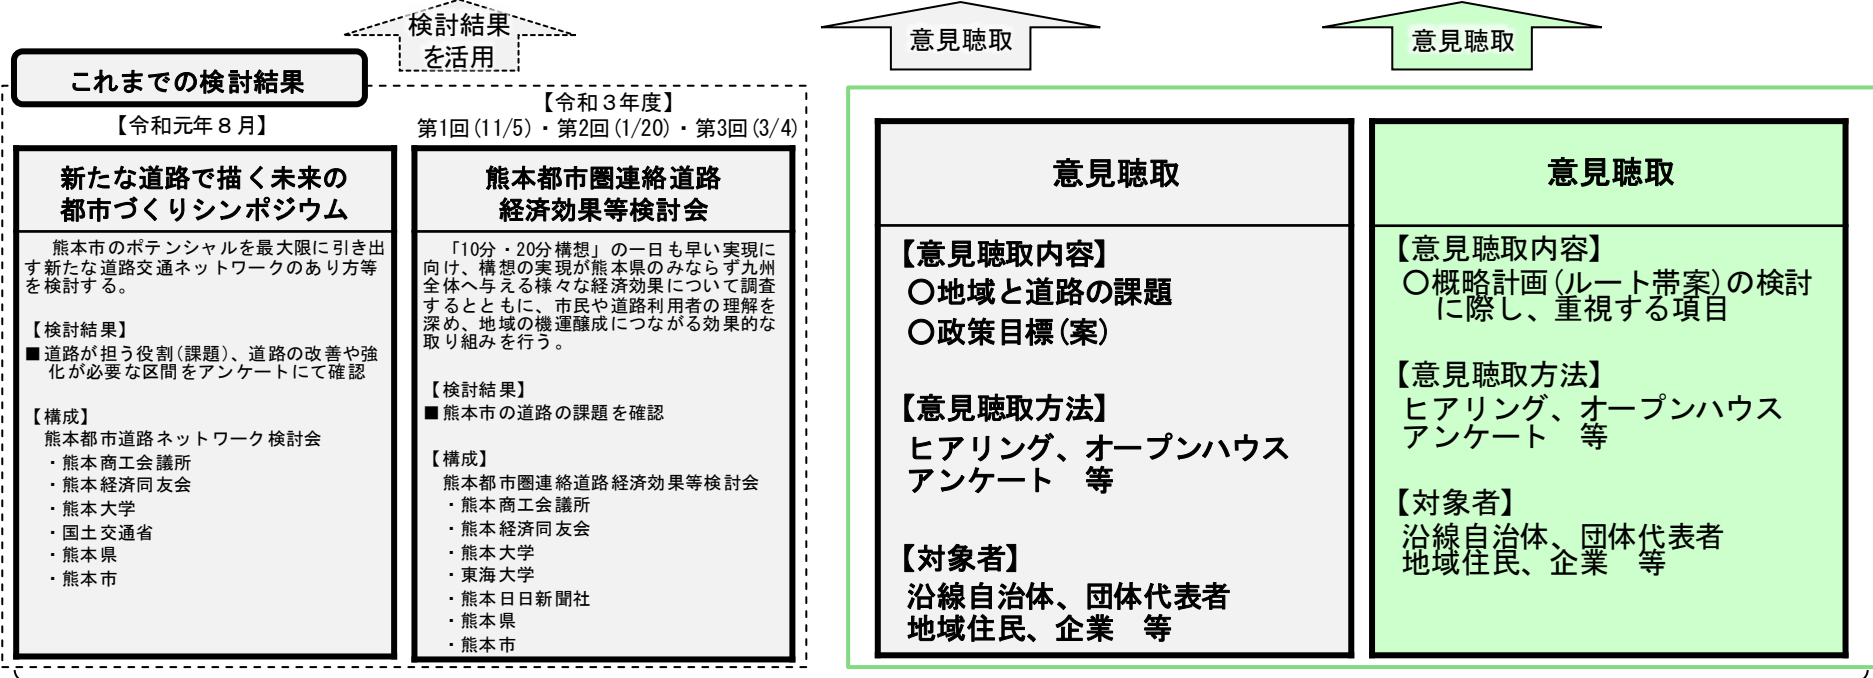 検討結果
を活用
意見聴取
意見聴取
これまでの検討結果
【令和元年８月】
新たな道路で描く未来の
都市づくりシンポジウム
熊本市のポテンシャルを最大限に引き出
す新たな道路交通ネットワークのあり方等
を検討する。
【検討結果】
■道路が担う役割(課題)、道路の改善や強
化が必要な区間をアンケートにて確認
【構成】
熊本都市道路ネットワーク検討会
・熊本商工会議所
・熊本経済同友会
・熊本大学
・国土交通省
・熊本県
・熊本市
【令和３年度】
第1回(11/5)・第2回(1/20)・第3回(3/4)
熊本都市圏連絡道路
経済効果等検討会
「10分・20分構想」の一日も早い実現に
向け、構想の実現が熊本県のみならず九州
全体へ与える様々な経済効果について調査
するとともに、市民や道路利用者の理解を
深め、地域の機運醸成につながる効果的な
取り組みを行う。
【検討結果】
■熊本市の道路の課題を確認
【構成】
熊本都市圏連絡道路経済効果等検討会
・熊本商工会議所
・熊本経済同友会
・熊本大学
・東海大学
・熊本日日新聞社
・熊本県
・熊本市
意見聴取
【意見聴取内容】
〇地域と道路の課題
〇政策目標(案)
【意見聴取方法】
ヒアリング、オープンハウス
アンケート　等
【対象者】
沿線自治体、団体代表者
地域住民、企業　等
意見聴取
【意見聴取内容】
〇概略計画(ルート帯案)の検討
に際し、重視する項目
【意見聴取方法】
ヒアリング、オープンハウス
アンケート　等
【対象者】
沿線自治体、団体代表者
地域住民、企業　等